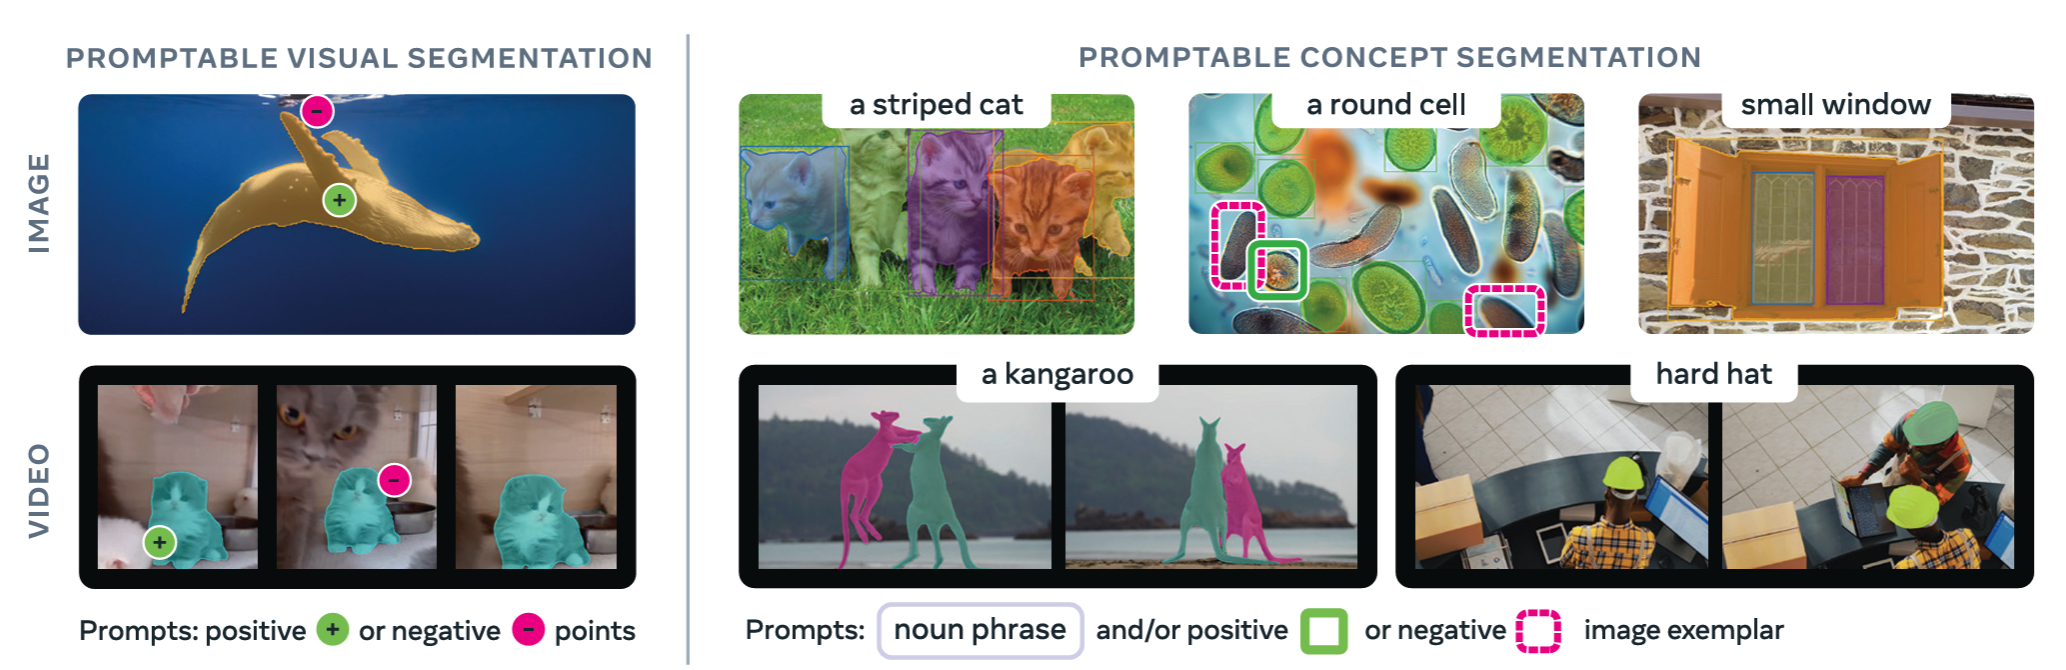 PROMPTABLE VISUAL SEGMENTATION
PROMPTABLE CONCEPT SEGMENTATION
IMAGE
a striped cat
a round cell
small window
VIDEO
a kangaroo
hard hat
Prompts: positive + or negative - points
Prompts: noun phrase and/or positive or negative image exemplar